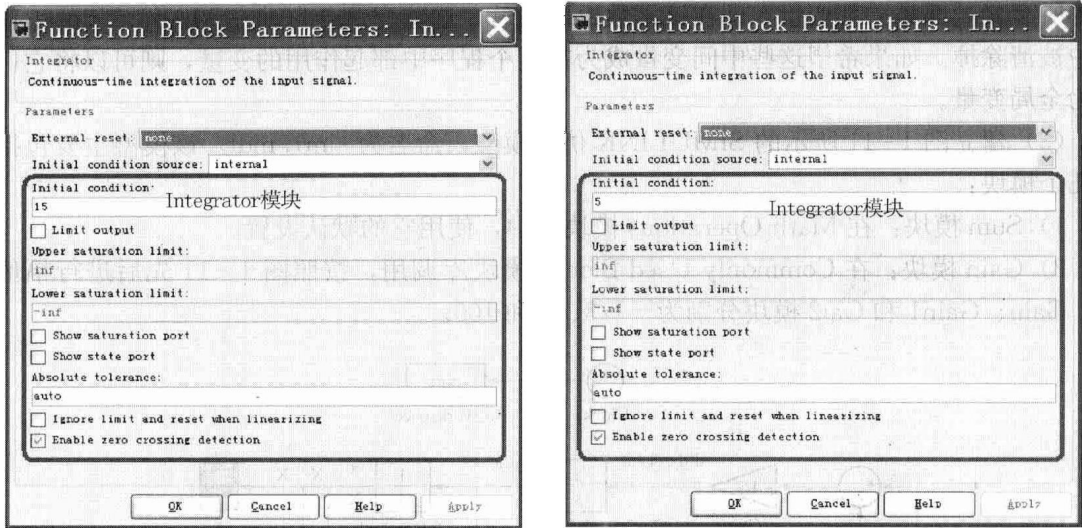 Function Block Parameters: In...
Integrator
Continuous-time integration of the input signal.
Parameters
External reset: none
Initial condition source: internal
Initial condition:
15
Integrator模块
Limit output
Upper saturation limit:
inf
Lower saturation limit:
-inf
Show saturation port
Show state port
Absolute tolerance:
auto
Ignore limit and reset when linearizing
Enable zero crossing detection
OK Cancel Help Apply
Function Block Parameters: In...
Integrator
Continuous-time integration of the input signal.
Parameters
External reset: none
Initial condition source: internal
Initial condition:
5
Integrator模块
Limit output
Upper saturation limit:
inf
Lower saturation limit:
-inf
Show saturation port
Show state port
Absolute tolerance:
auto
Ignore limit and reset when linearizing
Enable zero crossing detection
OK Cancel Help Apply